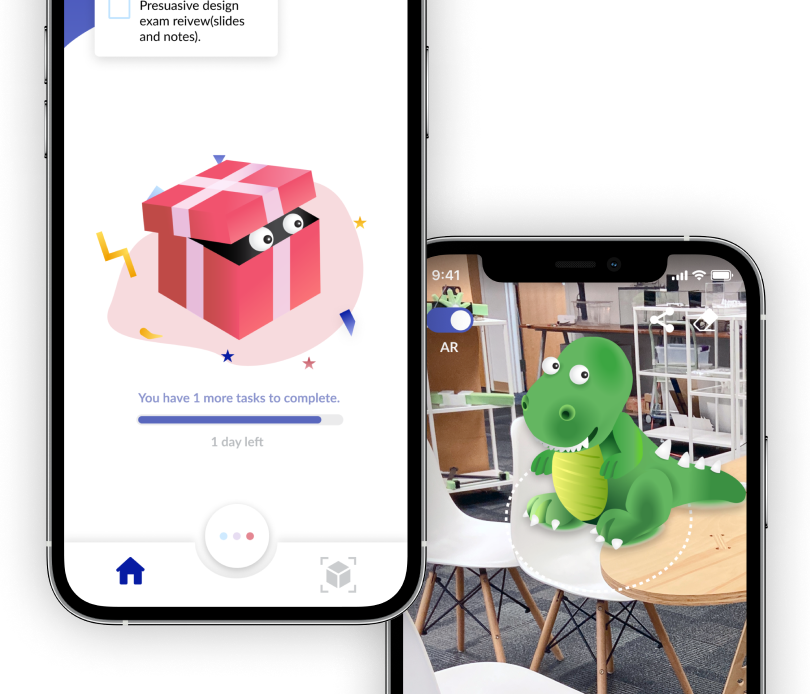 Presuasive design
exam reivew(slides
and notes).
You have 1 more tasks to complete.
1 day left
9:41
AR